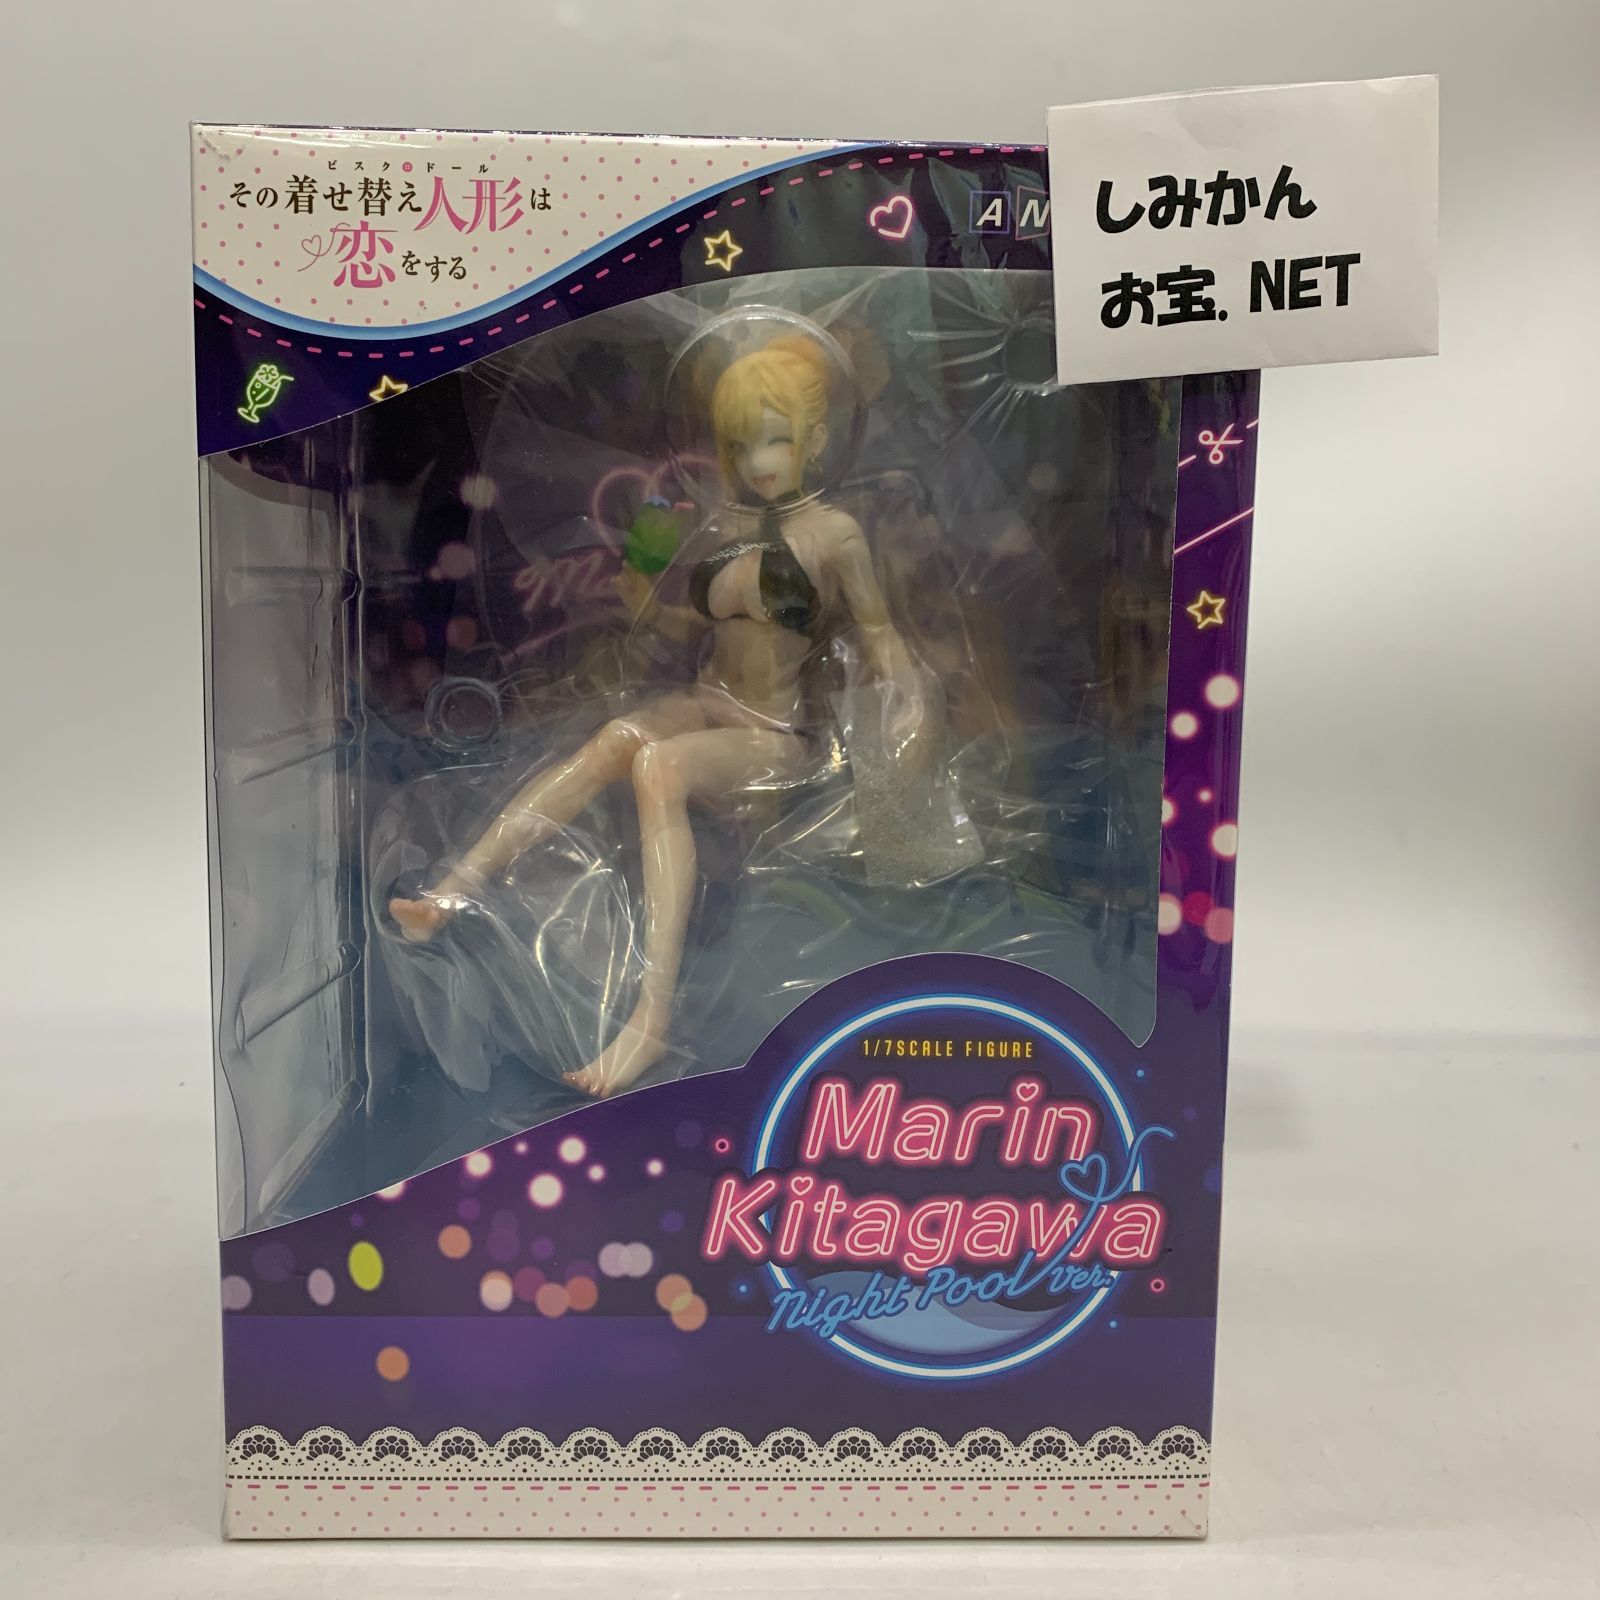 ビスク・ドール
その着せ替え人形は
恋をする
AN
しみかん
お宝.NET
1/7SCALE FIGURE
Marin
Kitagawa
Night Pool ver.